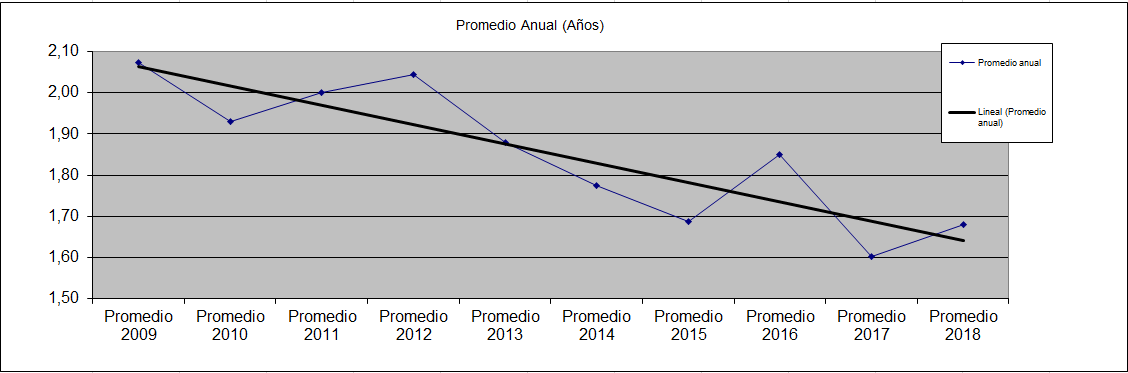 Promedio Anual (Años)
2,10
2,00
1,90
1,80
1,70
1,60
1,50
Promedio anual
Lineal (Promedio
anual)
Promedio Promedio Promedio Promedio Promedio Promedio Promedio Promedio Promedio Promedio
2009 2010 2011 2012 2013 2014 2015 2016 2017 2018